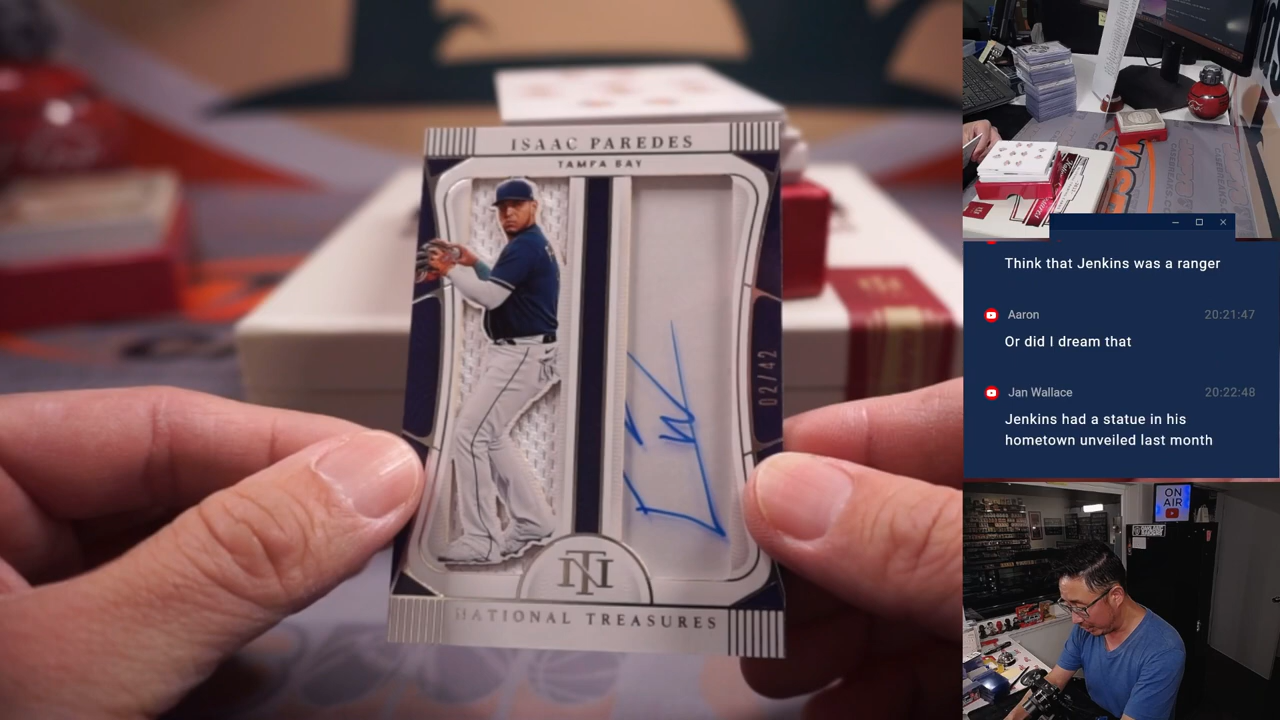 ISAAC PAREDES
TAMPA BAY
02/42
NT
NATIONAL TREASURES
Think that Jenkins was a ranger
Aaron 20:21:47
Or did I dream that
Jan Wallace 20:22:48
Jenkins had a statue in his
hometown unveiled last month
ON
AIR